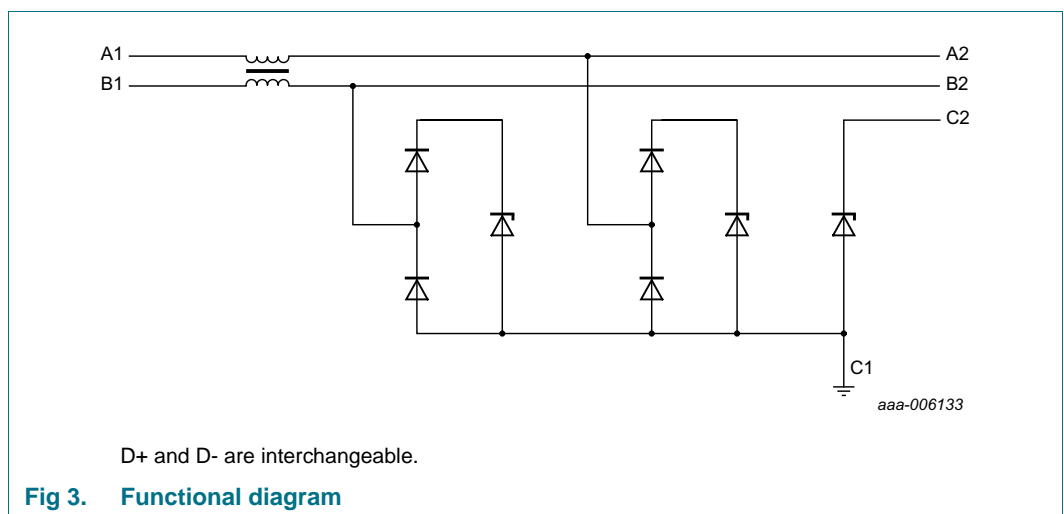 A1
A2
B1
B2
C2
C1
aaa-006133
D+ and D- are interchangeable.
Fig 3. Functional diagram